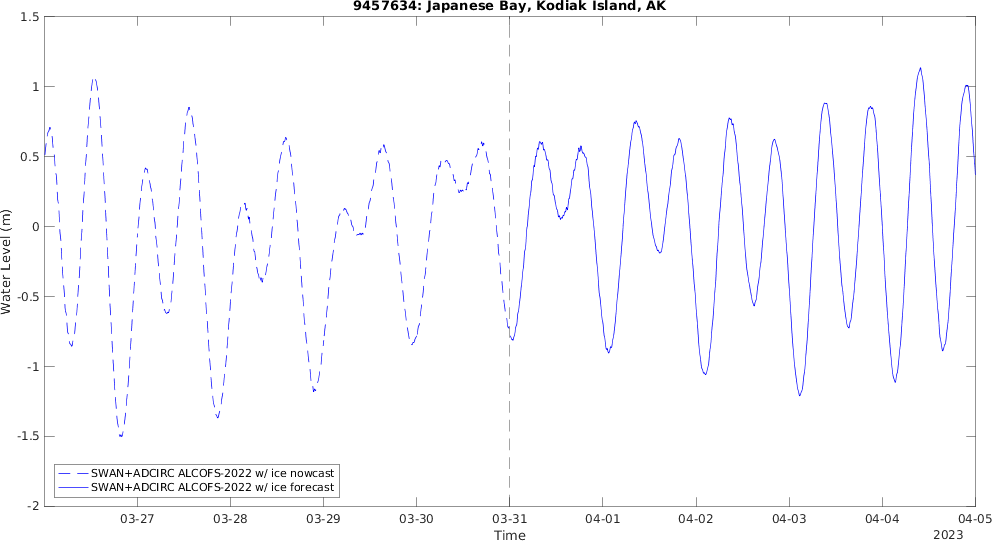 9457634: Japanese Bay, Kodiak Island, AK
1.5
1
0.5
0
-0.5
-1
-1.5
-2
Water Level (m)
SWAN+ADCIRC ALCOFS-2022 w/ ice nowcast
SWAN+ADCIRC ALCOFS-2022 w/ ice forecast
03-27 03-28 03-29 03-30 03-31 04-01 04-02 04-03 04-04 04-05
Time
2023